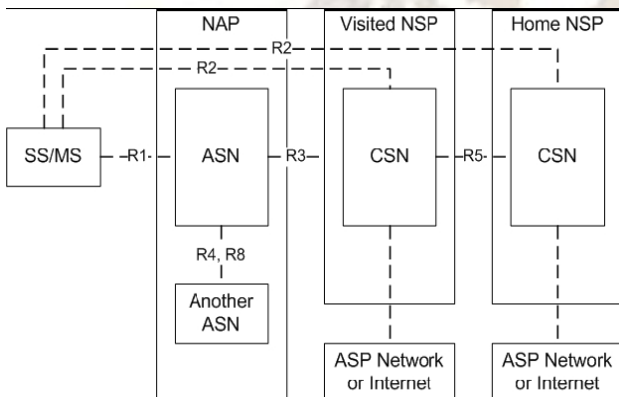 NAP
Visited NSP
Home NSP
R2
R2
SS/MS
R1
ASN
R3
CSN
R5
CSN
R4, R8
Another
ASN
ASP Network
or Internet
ASP Network
or Internet